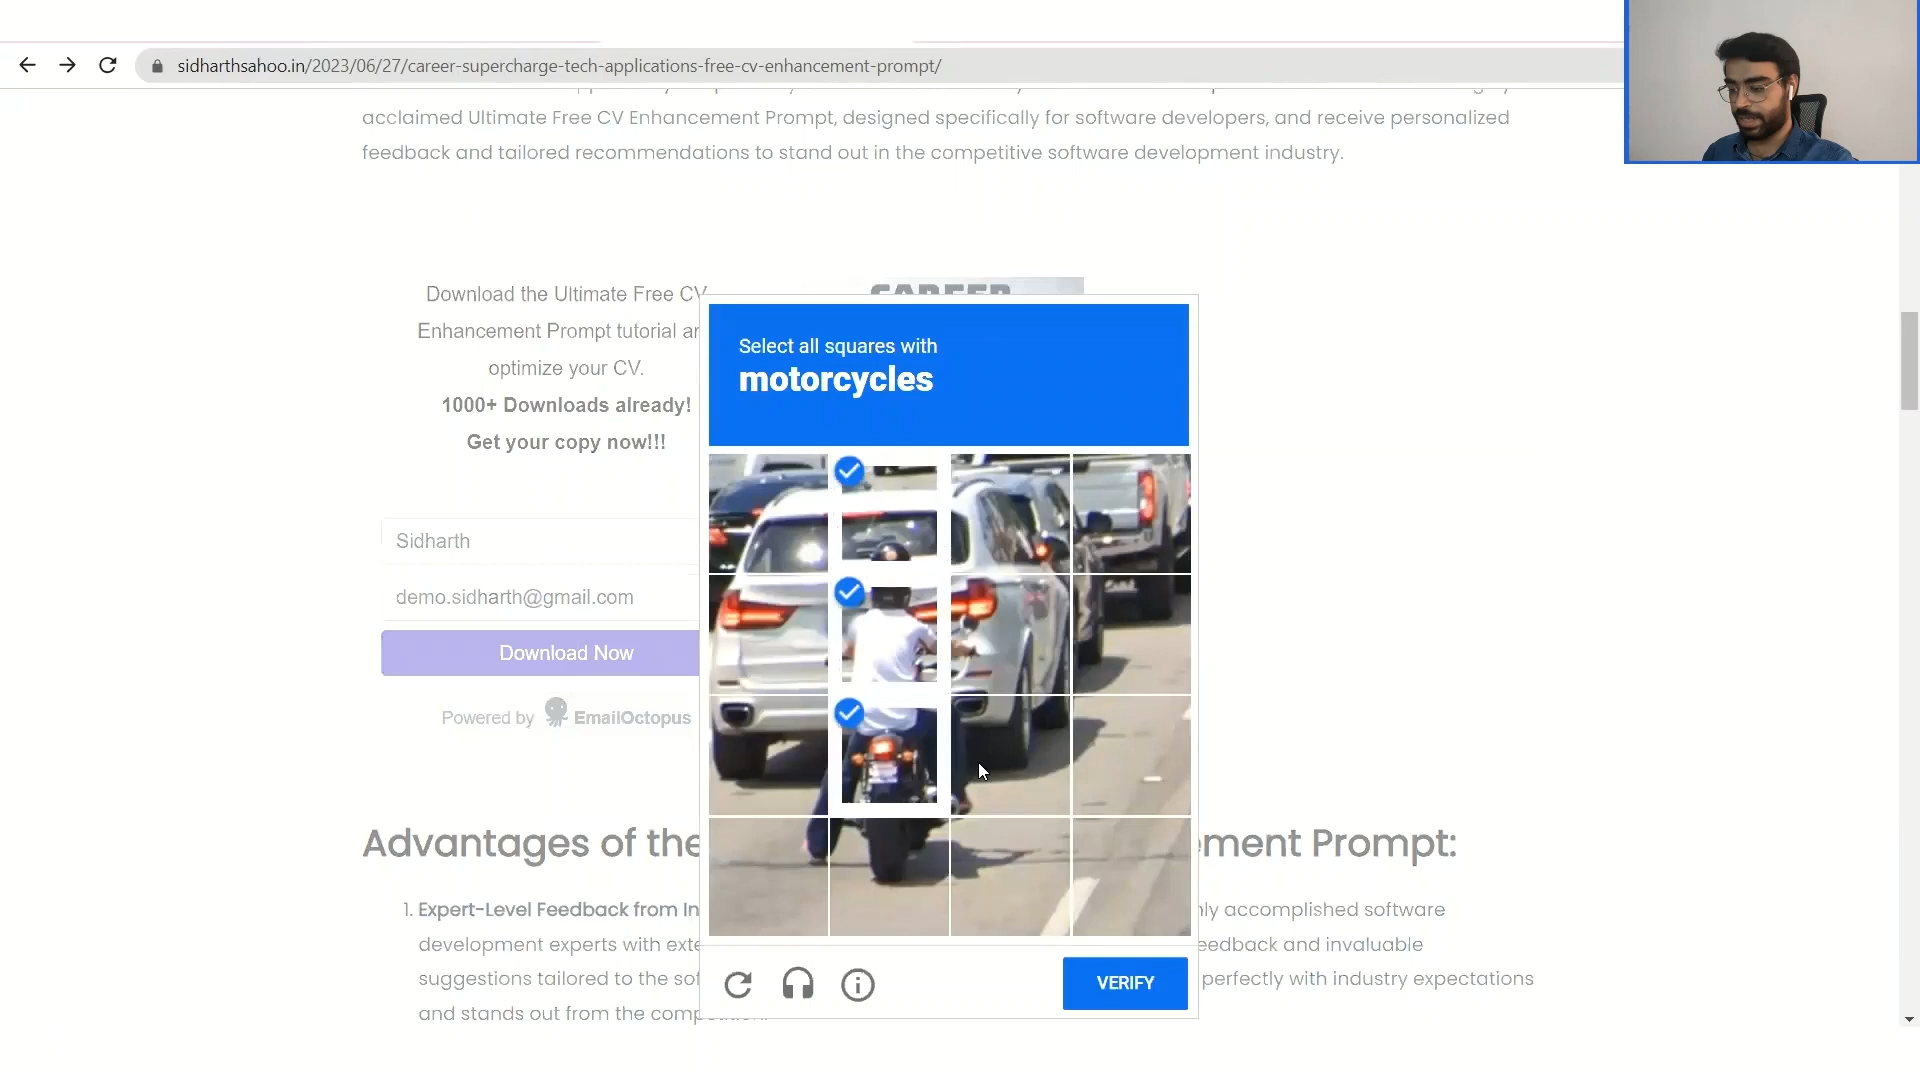 sidharthsahoo.in/2023/06/27/career-supercharge-tech-applications-free-cv-enhancement-prompt/
acclaimed Ultimate Free CV Enhancement Prompt, designed specifically for software developers, and receive personalized
feedback and tailored recommendations to stand out in the competitive software development industry.
Download the Ultimate Free CV
Enhancement Prompt tutorial
optimize your CV.
1000+ Downloads already!
Get your copy now!!!
CAREER
Sidharth
demo.sidharth@gmail.com
Download Now
Powered by EmailOctopus
Select all squares with
motorcycles
VERIFY
Advantages of the
ement Prompt:
1. Expert-Level Feedback from In
ly accomplished software
development experts with exte
eedback and invaluable
suggestions tailored to the sof
perfectly with industry expectations
and stands out from the